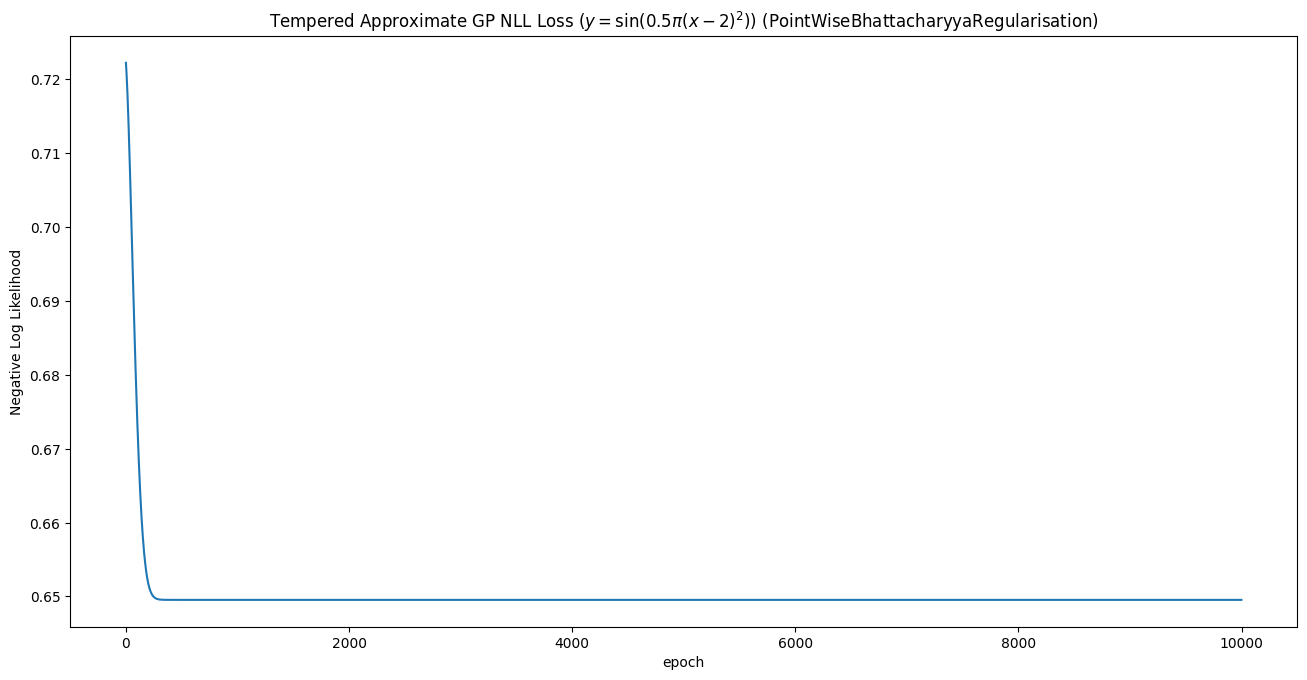 Tempered Approximate GP NLL Loss ($y = \sin(0.5\pi(x-2)^2)$) (PointWiseBhattacharyyaRegularisation)
Negative Log Likelihood
0.72
0.71
0.70
0.69
0.68
0.67
0.66
0.65
0 2000 4000 6000 8000 10000
epoch